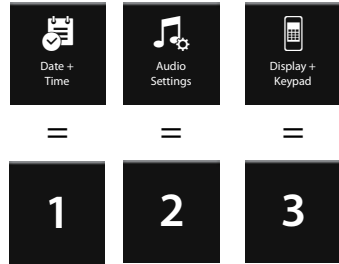 Date +
Time
Audio
Settings
Display +
Keypad
= = =
1 2 3